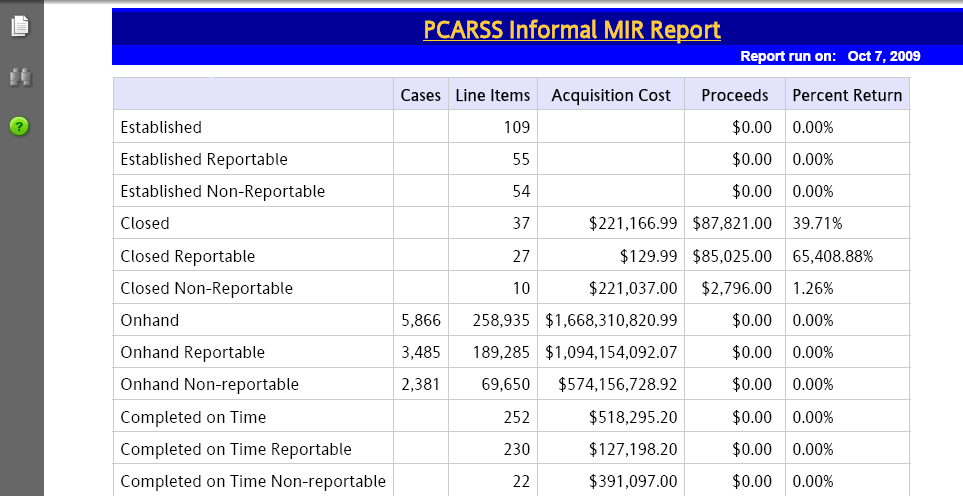 PCARSS Informal MIR Report
Report run on: Oct 7, 2009
Cases Line Items Acquisition Cost Proceeds Percent Return
Established 109 $0.00 0.00%
Established Reportable 55 $0.00 0.00%
Established Non-Reportable 54 $0.00 0.00%
Closed 37 $221,166.99 $87,821.00 39.71%
Closed Reportable 27 $129.99 $85,025.00 65,408.88%
Closed Non-Reportable 10 $221,037.00 $2,796.00 1.26%
Onhand 5,866 258,935 $1,668,310,820.99 $0.00 0.00%
Onhand Reportable 3,485 189,285 $1,094,154,092.07 $0.00 0.00%
Onhand Non-reportable 2,381 69,650 $574,156,728.92 $0.00 0.00%
Completed on Time 252 $518,295.20 $0.00 0.00%
Completed on Time Reportable 230 $127,198.20 $0.00 0.00%
Completed on Time Non-reportable 22 $391,097.00 $0.00 0.00%